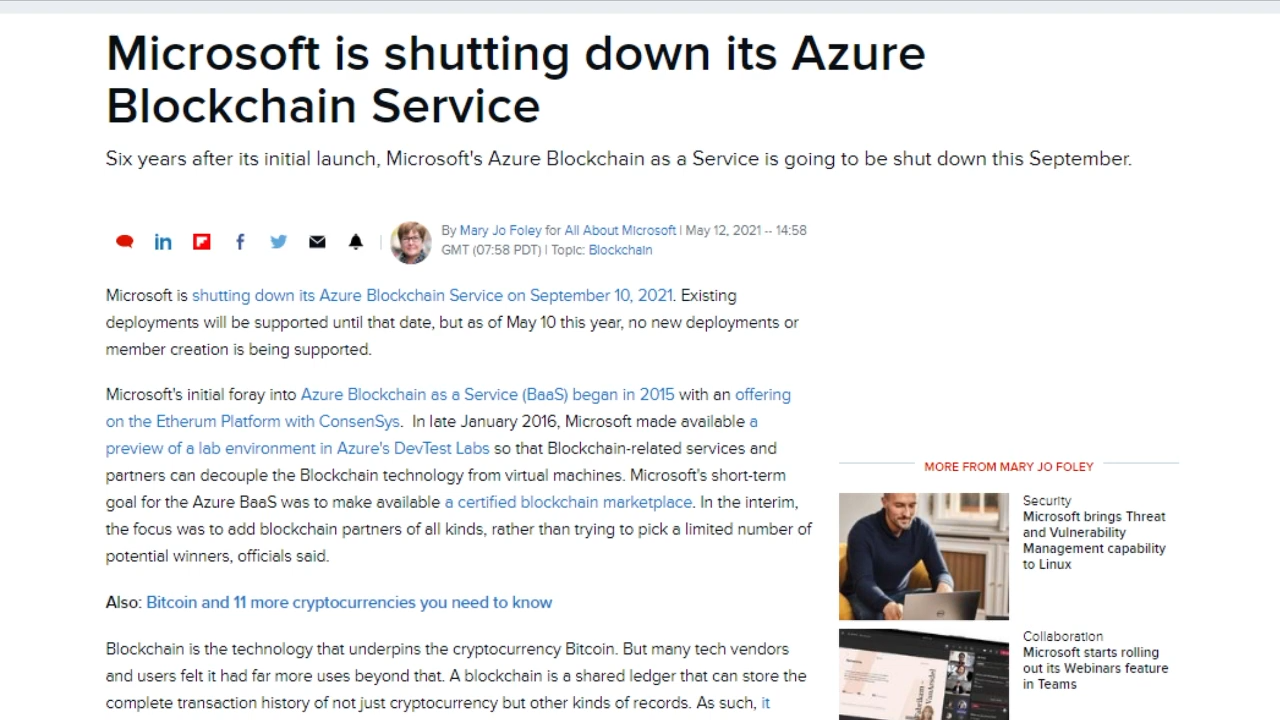 Microsoft is shutting down its Azure
Blockchain Service
Six years after its initial launch, Microsoft's Azure Blockchain as a Service is going to be shut down this September.
By Mary Jo Foley for All About Microsoft | May 12, 2021 -- 14:58
GMT (07:58 PDT) | Topic: Blockchain
Microsoft is shutting down its Azure Blockchain Service on September 10, 2021. Existing
deployments will be supported until that date, but as of May 10 this year, no new deployments or
member creation is being supported.
Microsoft's initial foray into Azure Blockchain as a Service (BaaS) began in 2015 with an offering
on the Etherum Platform with ConsenSys. In late January 2016, Microsoft made available a
preview of a lab environment in Azure's DevTest Labs so that Blockchain-related services and
partners can decouple the Blockchain technology from virtual machines. Microsoft's short-term
goal for the Azure BaaS was to make available a certified blockchain marketplace. In the interim,
the focus was to add blockchain partners of all kinds, rather than trying to pick a limited number of
potential winners, officials said.
Also: Bitcoin and 11 more cryptocurrencies you need to know
Blockchain is the technology that underpins the cryptocurrency Bitcoin. But many tech vendors
and users felt it had far more uses beyond that. A blockchain is a shared ledger that can store the
complete transaction history of not just cryptocurrency but other kinds of records. As such, it
MORE FROM MARY JO FOLEY
Security
Microsoft brings Threat
and Vulnerability
Management capability
to Linux
Collaboration
Microsoft starts rolling
out its Webinars feature
in Teams